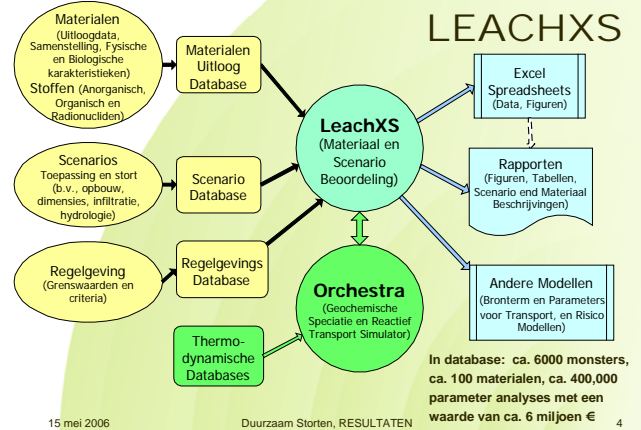 LEACHXS
Materialen
(Uitloogdata,
Samenstelling, Fysische
en Biologische
karakteristieken)
Stoffen (Anorganisch,
Organisch en
Radionucliden)
Materialen
Uitloog
Database
Scenarios
Toepassing en stort
(b.v., opbouw,
dimensies, infiltratie,
hydrologie)
Scenario
Database
Regelgeving
(Grenswaarden en
criteria)
Regelgevings
Database
LeachXS
(Materiaal en
Scenario
Beoordeling)
Orchestra
(Geochemische
Speciatie en Reactief
Transport Simulator)
Thermo-
dynamische
Databases
Excel
Spreadsheets
(Data, Figuren)
Rapporten
(Figuren, Tabellen,
Scenario end Materiaal
Beschrijvingen)
Andere Modellen
(Bronterm en Parameters
voor Transport, en Risico
Modellen)
In database: ca. 6000 monsters,
ca. 100 materialen, ca. 400,000
parameter analyses met een
waarde van ca. 6 miljoen €
15 mei 2006
Duurzaam Storten, RESULTATEN
4